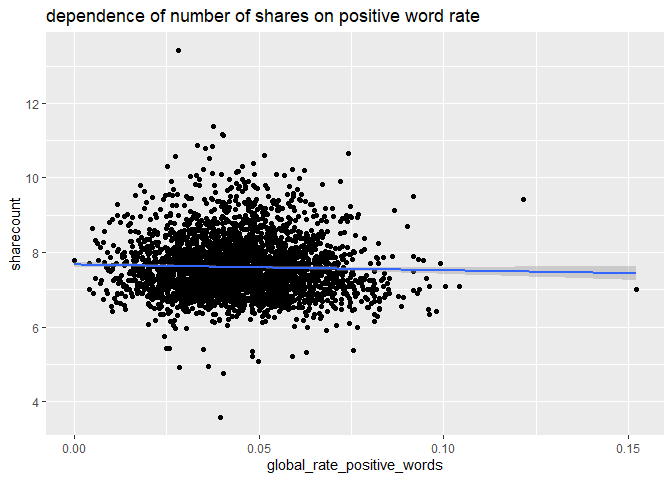 dependence of number of shares on positive word rate
sharecount
12
10
8
6
4
0.00 0.05 0.10 0.15
global_rate_positive_words